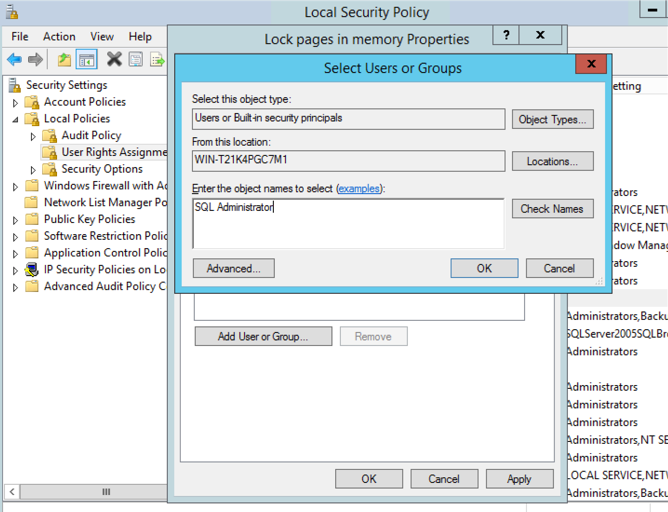 Local Security Policy
File Action View Help
Lock pages in memory Properties
? x
Select Users or Groups
x
Select this object type:
Users or Built-in security principals
Object Types...
From this location:
WIN-T21K4PGC7M1
Locations...
Enter the object names to select (examples):
SQL Administrator
Check Names
Advanced...
OK
Cancel
Add User or Group...
Remove
OK
Cancel
Apply
Security Settings
Account Policies
Local Policies
Audit Policy
User Rights Assignme
Security Options
Windows Firewall with Ad
Network List Manager Po
Public Key Policies
Software Restriction Polic
Application Control Polic
IP Security Policies on Lo
Advanced Audit Policy C
etting
ators
ERVICE,NETW
SERVICE,NETW
ndow Manag
ators
ators
Administrators,Backu
SQLServer2005SQLBro
Administrators
Administrators
Administrators
Administrators
Administrators,NT SE
Administrators
LOCAL SERVICE,NETW
Administrators,Backu